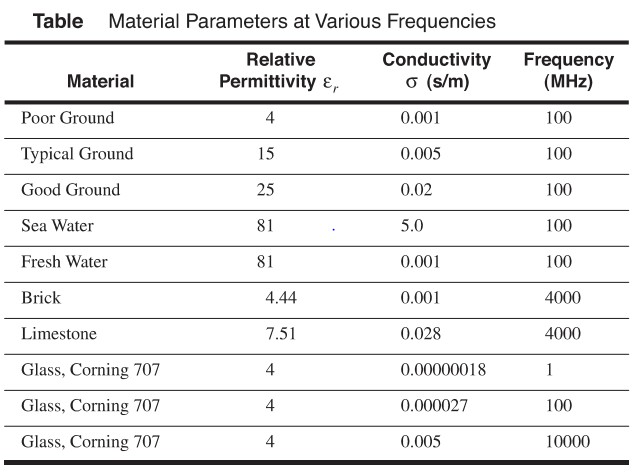 Table Material Parameters at Various Frequencies
Relative Conductivity Frequency
Material Permittivity εr σ (s/m) (MHz)
Poor Ground 4 0.001 100
Typical Ground 15 0.005 100
Good Ground 25 0.02 100
Sea Water 81 5.0 100
Fresh Water 81 0.001 100
Brick 4.44 0.001 4000
Limestone 7.51 0.028 4000
Glass, Corning 707 4 0.00000018 1
Glass, Corning 707 4 0.000027 100
Glass, Corning 707 4 0.005 10000